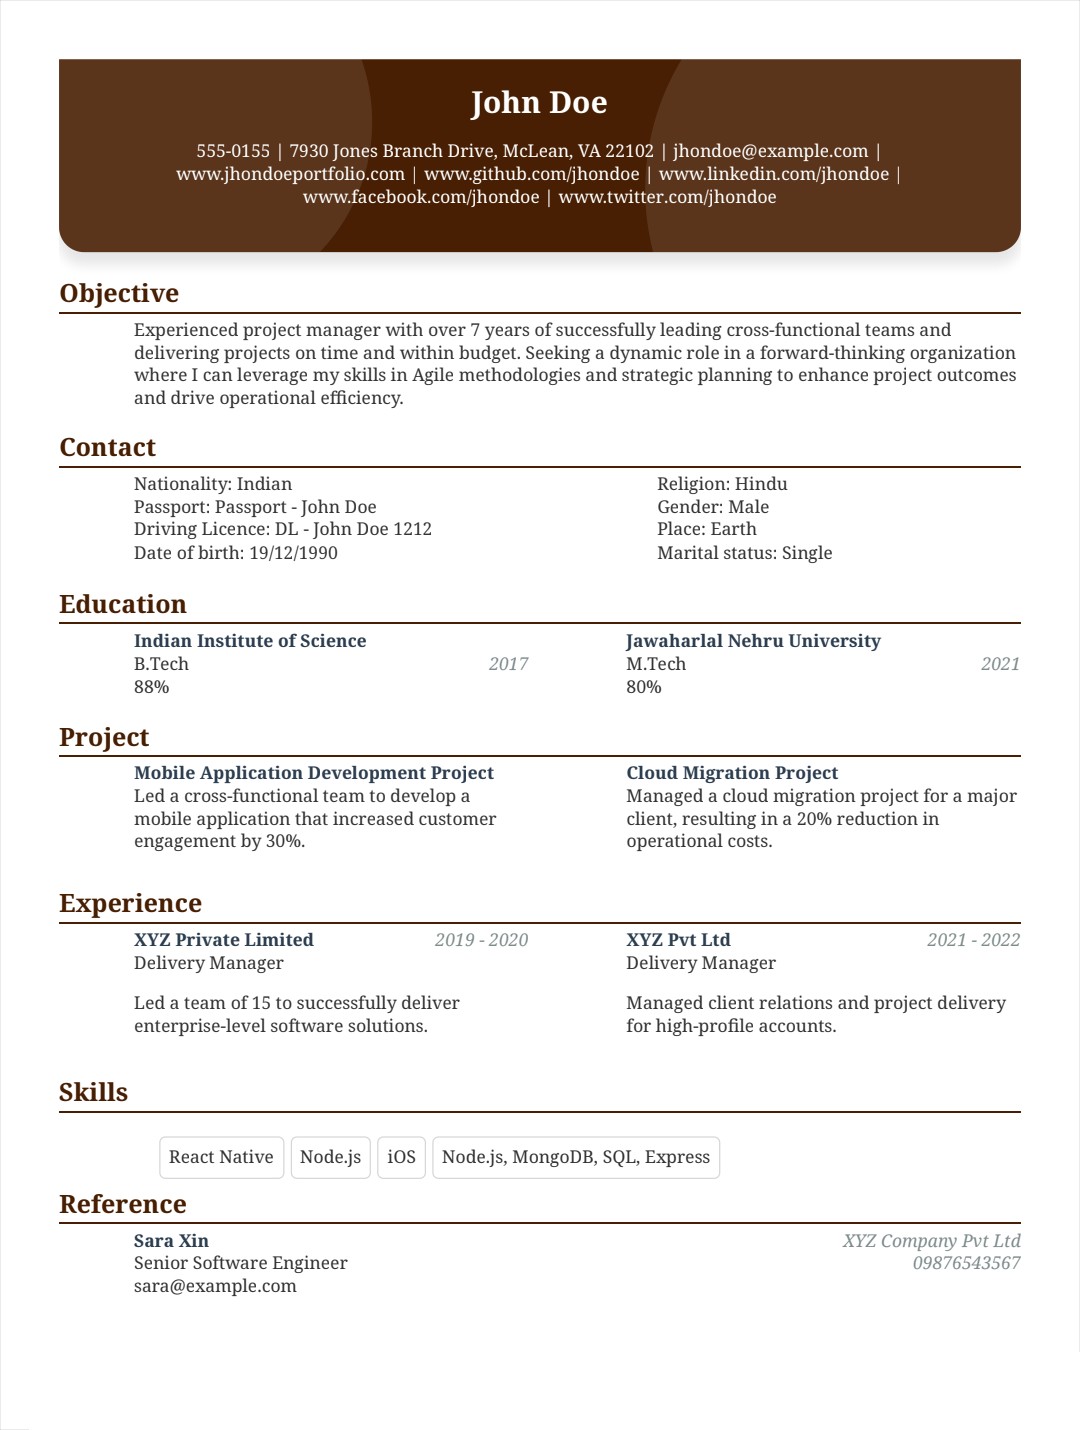 John Doe
555-0155 | 7930 Jones Branch Drive, McLean, VA 22102 | jhondoe@example.com |
www.jhondoeportfolio.com | www.github.com/jhondoe | www.linkedin.com/jhondoe |
www.facebook.com/jhondoe | www.twitter.com/jhondoe
Objective
Experienced project manager with over 7 years of successfully leading cross-functional teams and
delivering projects on time and within budget. Seeking a dynamic role in a forward-thinking organization
where I can leverage my skills in Agile methodologies and strategic planning to enhance project outcomes
and drive operational efficiency.
Contact
Nationality: Indian
Passport: Passport - John Doe
Driving Licence: DL - John Doe 1212
Date of birth: 19/12/1990
Religion: Hindu
Gender: Male
Place: Earth
Marital status: Single
Education
Indian Institute of Science
B.Tech 2017
88%
Jawaharlal Nehru University
M.Tech 2021
80%
Project
Mobile Application Development Project
Led a cross-functional team to develop a
mobile application that increased customer
engagement by 30%.
Cloud Migration Project
Managed a cloud migration project for a major
client, resulting in a 20% reduction in
operational costs.
Experience
XYZ Private Limited 2019 - 2020
Delivery Manager
Led a team of 15 to successfully deliver
enterprise-level software solutions.
XYZ Pvt Ltd 2021 - 2022
Delivery Manager
Managed client relations and project delivery
for high-profile accounts.
Skills
React Native Node.js iOS Node.js, MongoDB, SQL, Express
Reference
Sara Xin XYZ Company Pvt Ltd
Senior Software Engineer 09876543567
sara@example.com